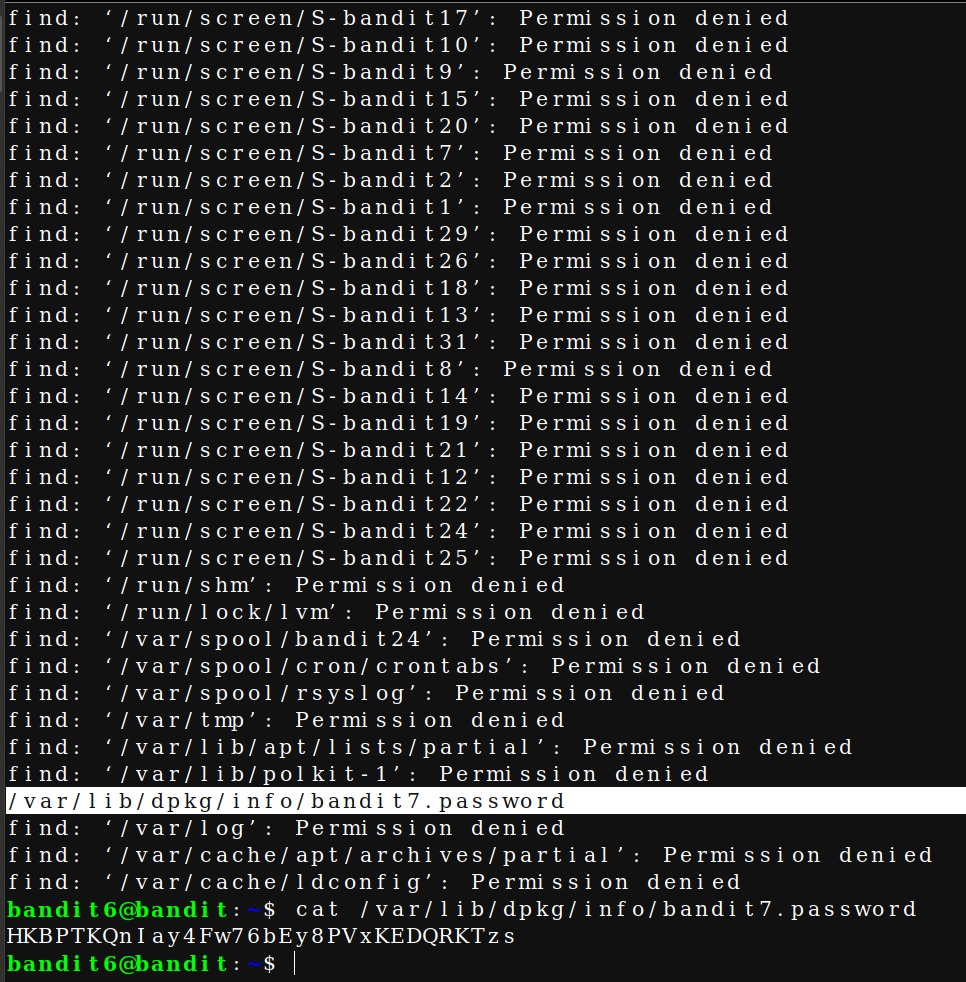 find: ‘/run/screen/S-bandit17’: Permission denied
find: ‘/run/screen/S-bandit10’: Permission denied
find: ‘/run/screen/S-bandit9’: Permission denied
find: ‘/run/screen/S-bandit15’: Permission denied
find: ‘/run/screen/S-bandit20’: Permission denied
find: ‘/run/screen/S-bandit7’: Permission denied
find: ‘/run/screen/S-bandit2’: Permission denied
find: ‘/run/screen/S-bandit1’: Permission denied
find: ‘/run/screen/S-bandit29’: Permission denied
find: ‘/run/screen/S-bandit26’: Permission denied
find: ‘/run/screen/S-bandit18’: Permission denied
find: ‘/run/screen/S-bandit13’: Permission denied
find: ‘/run/screen/S-bandit31’: Permission denied
find: ‘/run/screen/S-bandit8’: Permission denied
find: ‘/run/screen/S-bandit14’: Permission denied
find: ‘/run/screen/S-bandit19’: Permission denied
find: ‘/run/screen/S-bandit21’: Permission denied
find: ‘/run/screen/S-bandit12’: Permission denied
find: ‘/run/screen/S-bandit22’: Permission denied
find: ‘/run/screen/S-bandit24’: Permission denied
find: ‘/run/screen/S-bandit25’: Permission denied
find: ‘/run/shm’: Permission denied
find: ‘/run/lock/lvm’: Permission denied
find: ‘/var/spool/bandit24’: Permission denied
find: ‘/var/spool/cron/crontabs’: Permission denied
find: ‘/var/spool/rsyslog’: Permission denied
find: ‘/var/tmp’: Permission denied
find: ‘/var/lib/apt/lists/partial’: Permission denied
find: ‘/var/lib/polkit-1’: Permission denied
/var/lib/dpkg/info/bandit7.password
find: ‘/var/log’: Permission denied
find: ‘/var/cache/apt/archives/partial’: Permission denied
find: ‘/var/cache/ldconfig’: Permission denied
bandit6@bandit:~$ cat /var/lib/dpkg/info/bandit7.password
HKBPTKQnIay4Fw76bEy8PVxKEDQRKTzs
bandit6@bandit:~$